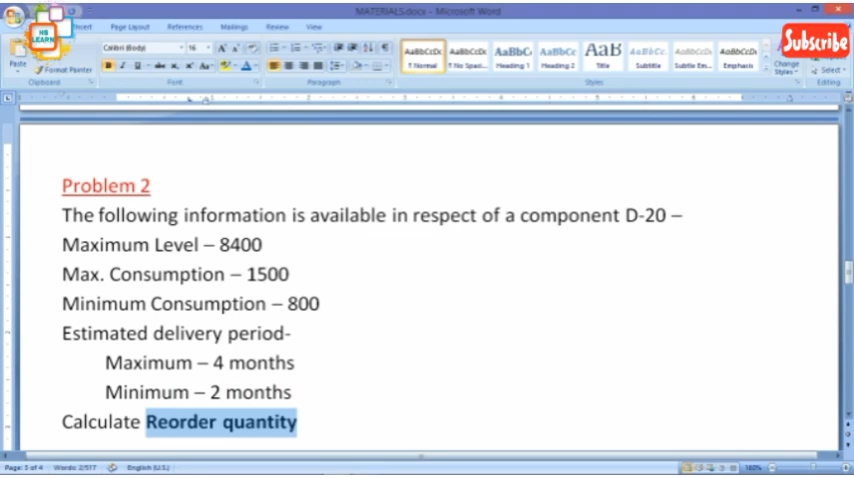 MATERIALS.docx - Microsoft Word
HS
LEARN
Subscribe
Insert Page Layout References Mailings Review View
Paste
Format Painter
Clipboard
Calibri (Body) 16
Font
Paragraph
AaBbCcDc AaBbCcDc AaBbC AaBbCc AaB AaBbCc. AaBbCcDc AaBbCcDc
¶ Normal ¶ No Spaci... Heading 1 Heading 2 Title Subtitle Subtle Em... Emphasis
Change
Styles
Styles
Select
Editing
Problem 2
The following information is available in respect of a component D-20 –
Maximum Level – 8400
Max. Consumption – 1500
Minimum Consumption – 800
Estimated delivery period-
Maximum – 4 months
Minimum – 2 months
Calculate Reorder quantity
Page: 3 of 4 Words: 2/517 English (U.S.)